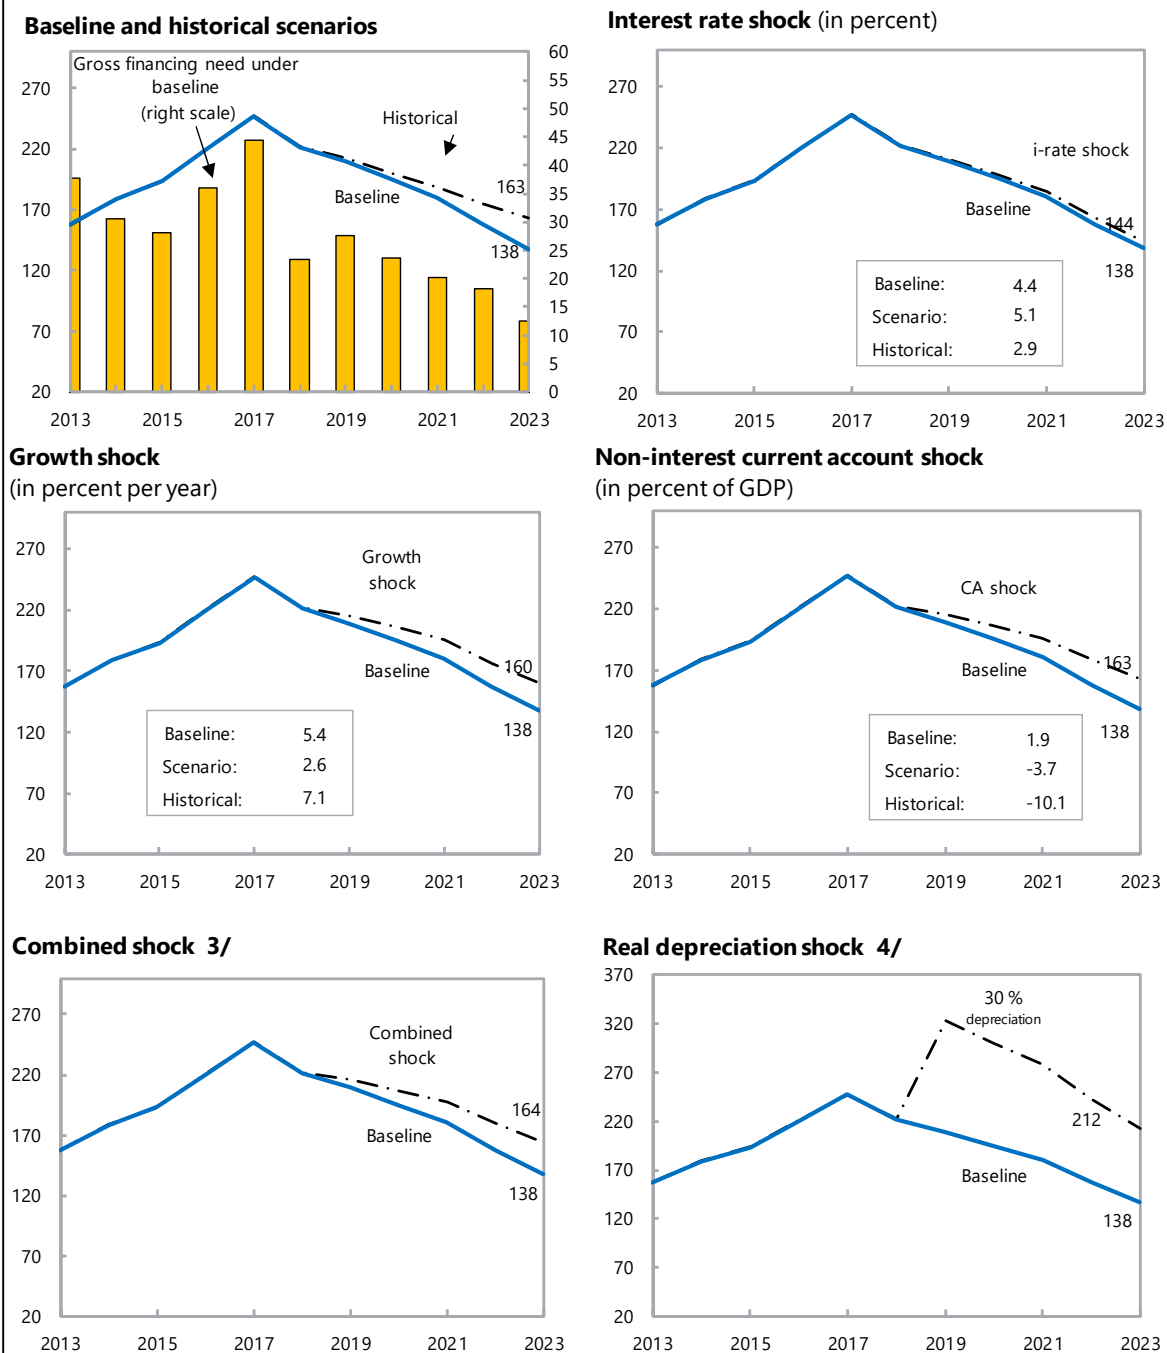 Baseline and historical scenarios
Gross financing need under
baseline
(right scale)
Historical
Baseline
163
138
270
220
170
120
70
20
60
55
50
45
40
35
30
25
20
15
10
5
0
2013 2015 2017 2019 2021 2023
Interest rate shock (in percent)
i-rate shock
Baseline
144
138
Baseline: 4.4
Scenario: 5.1
Historical: 2.9
270
220
170
120
70
20
2013 2015 2017 2019 2021 2023
Growth shock
(in percent per year)
Growth
shock
Baseline
160
138
Baseline: 5.4
Scenario: 2.6
Historical: 7.1
270
220
170
120
70
20
2013 2015 2017 2019 2021 2023
Non-interest current account shock
(in percent of GDP)
CA shock
Baseline
163
138
Baseline: 1.9
Scenario: -3.7
Historical: -10.1
270
220
170
120
70
20
2013 2015 2017 2019 2021 2023
Combined shock 3/
Combined
shock
Baseline
164
138
270
220
170
120
70
20
2013 2015 2017 2019 2021 2023
Real depreciation shock 4/
30 %
depreciation
Baseline
212
138
370
320
270
220
170
120
70
20
2013 2015 2017 2019 2021 2023